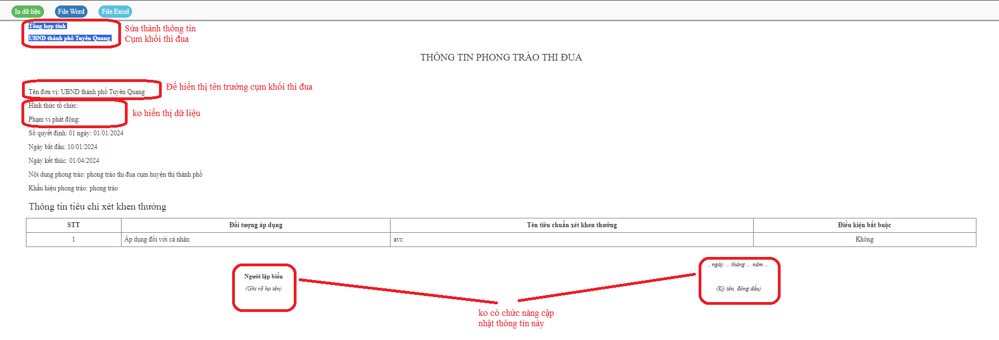 In dữ liệu File Word File Excel
Tổng hợp tỉnh
UBND thành phố Tuyên Quang
Sửa thành thông tin
Cụm khối thi đua
THÔNG TIN PHONG TRÀO THI ĐUA
Tên đơn vị: UBND thành phố Tuyên Quang
Để hiển thị tên trưởng cụm khối thi đua
Hình thức tổ chức:
Phạm vi phát động:
ko hiển thị dữ liệu
Số quyết định: 01 ngày: 01/01/2024
Ngày bắt đầu: 10/01/2024
Ngày kết thúc: 01/04/2024
Nội dung phong trào: phong trào thi đua cụm huyện thị thành phố
Khẩu hiệu phong trào: phong trào
Thông tin tiêu chí xét khen thưởng
STT Đối tượng áp dụng Tên tiêu chuẩn xét khen thưởng Điều kiện bắt buộc
1 Áp dụng đối với cá nhân avc Không
Người lập biểu
(Ghi rõ họ tên)
, ngày ... tháng ... năm ...
(Ký tên, đóng dấu)
ko có chức năng cập
nhật thông tin này